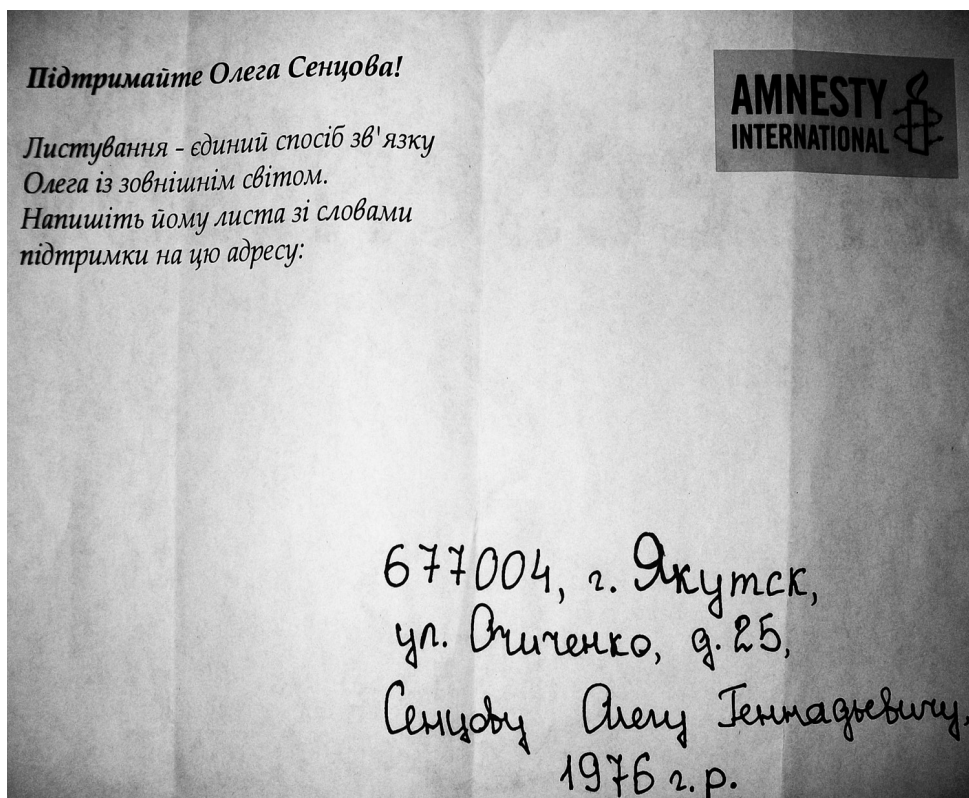 Підтримайте Олега Сенцова!
AMNESTY
INTERNATIONAL
Листування - єдиний спосіб зв'язку
Олега із зовнішнім світом.
Напишіть йому листа зі словами
підтримки на цю адресу:
677004, г. Якутск,
ул. Очиченко, д. 25,
Сенцову Олегу Геннадьевичу,
1976 г. р.